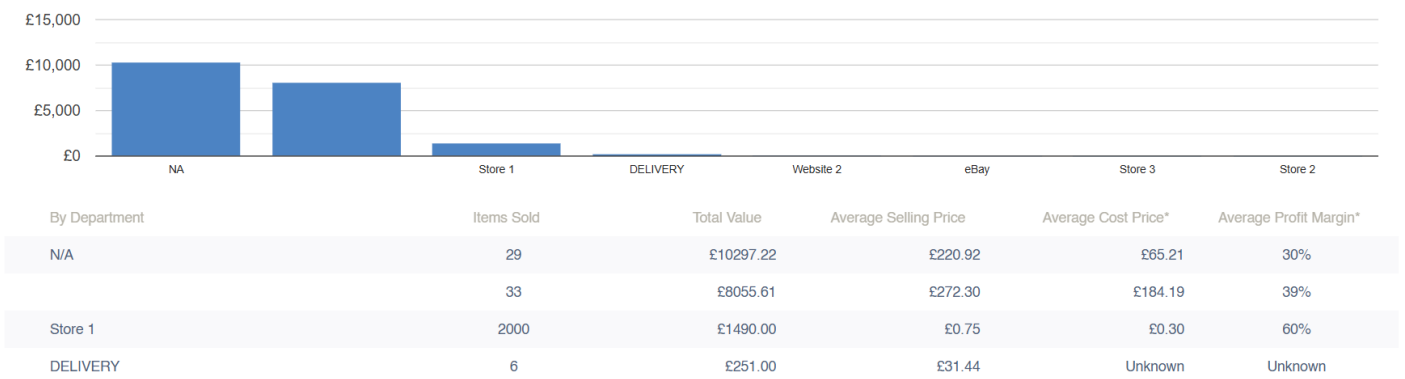 £15,000
£10,000
£5,000
£0
NA Store 1 DELIVERY Website 2 eBay Store 3 Store 2
By Department Items Sold Total Value Average Selling Price Average Cost Price* Average Profit Margin*
N/A 29 £10297.22 £220.92 £65.21 30%
33 £8055.61 £272.30 £184.19 39%
Store 1 2000 £1490.00 £0.75 £0.30 60%
DELIVERY 6 £251.00 £31.44 Unknown Unknown